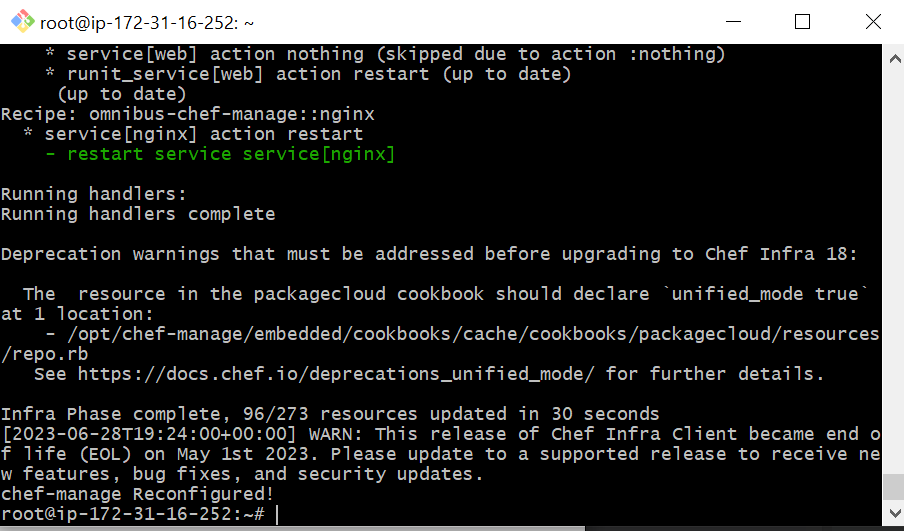 root@ip-172-31-16-252: ~
* service[web] action nothing (skipped due to action :nothing)
* runit_service[web] action restart (up to date)
(up to date)
Recipe: omnibus-chef-manage::nginx
* service[nginx] action restart
- restart service service[nginx]
Running handlers:
Running handlers complete
Deprecation warnings that must be addressed before upgrading to Chef Infra 18:
The  resource in the packagecloud cookbook should declare `unified_mode true`
at 1 location:
- /opt/chef-manage/embedded/cookbooks/cache/cookbooks/packagecloud/resources
/repo.rb
See https://docs.chef.io/deprecations_unified_mode/ for further details.
Infra Phase complete, 96/273 resources updated in 30 seconds
[2023-06-28T19:24:00+00:00] WARN: This release of Chef Infra Client became end o
f life (EOL) on May 1st 2023. Please update to a supported release to receive ne
w features, bug fixes, and security updates.
chef-manage Reconfigured!
root@ip-172-31-16-252:~#